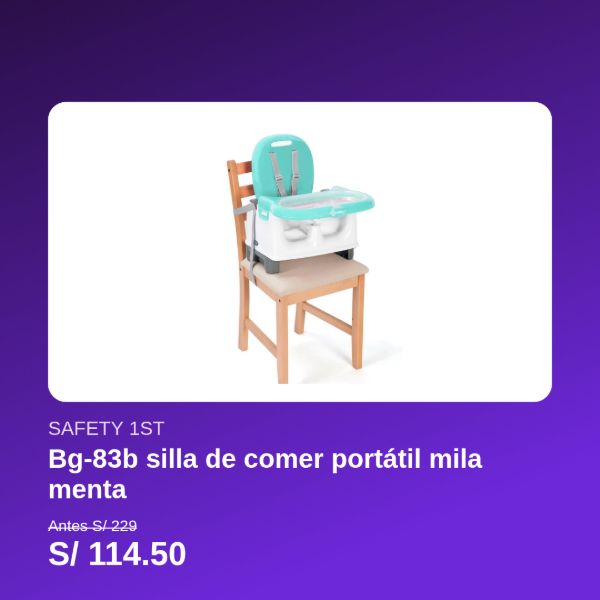 SAFETY 1ST
Bg-83b silla de comer portátil mila
menta
Antes S/ 229
S/ 114.50